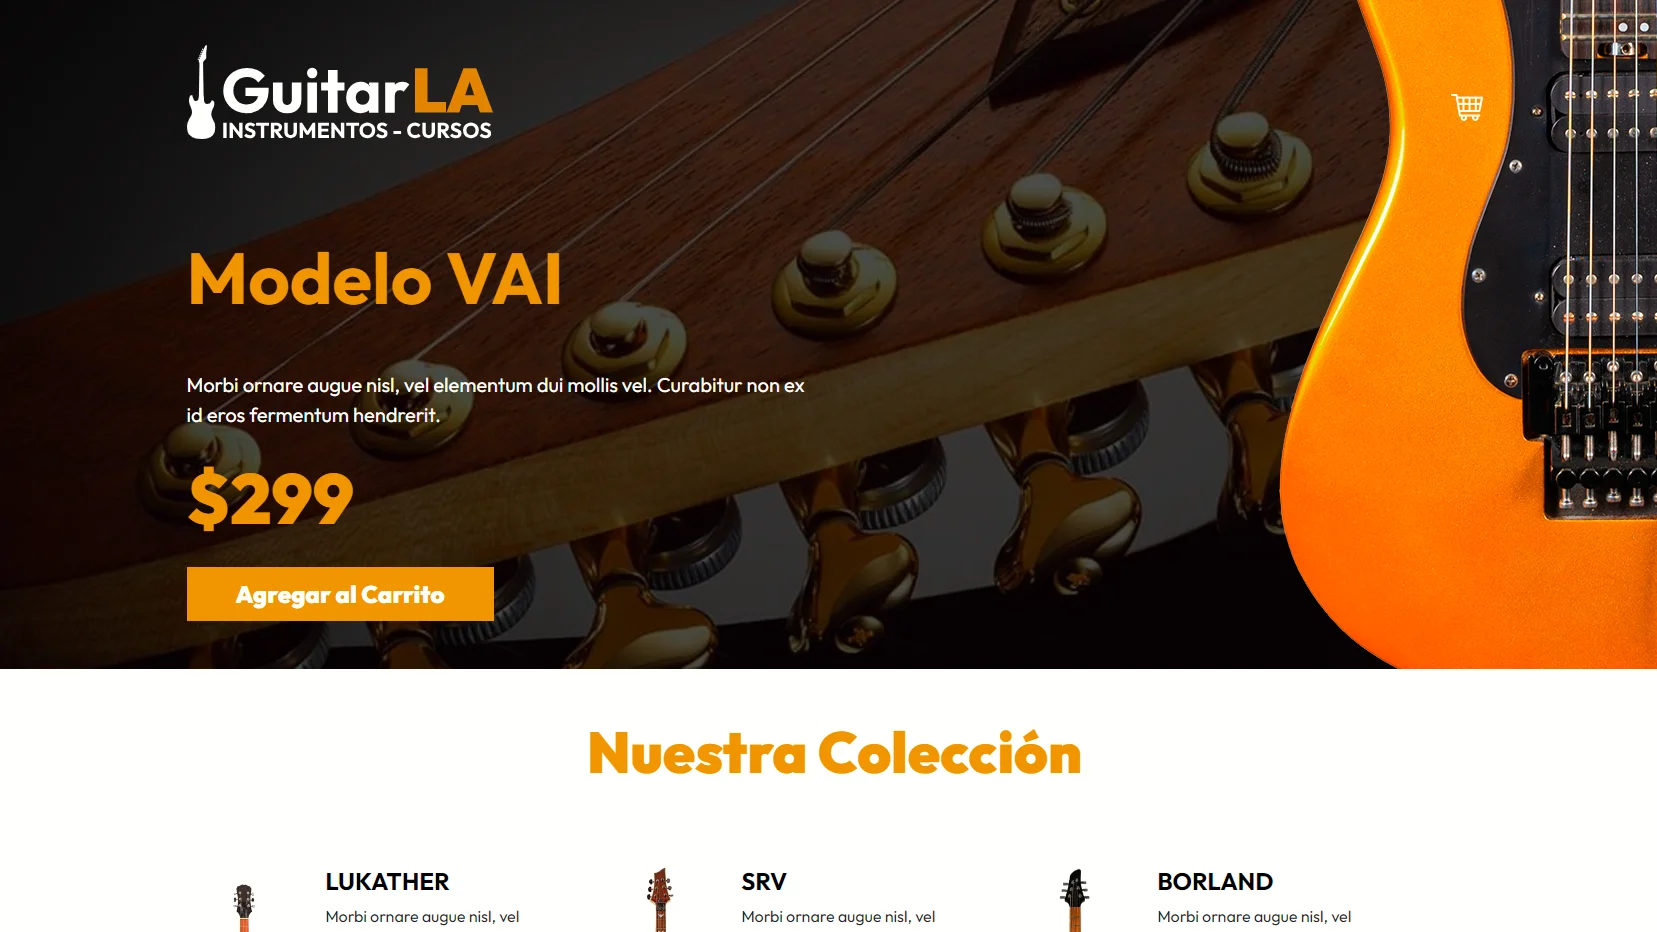 GuitarLA
INSTRUMENTOS - CURSOS
Modelo VAI
Morbi ornare augue nisl, vel elementum dui mollis vel. Curabitur non ex
id eros fermentum hendrerit.
$299
Agregar al Carrito
Nuestra Colección
LUKATHER
Morbi ornare augue nisl, vel
SRV
Morbi ornare augue nisl, vel
BORLAND
Morbi ornare augue nisl, vel